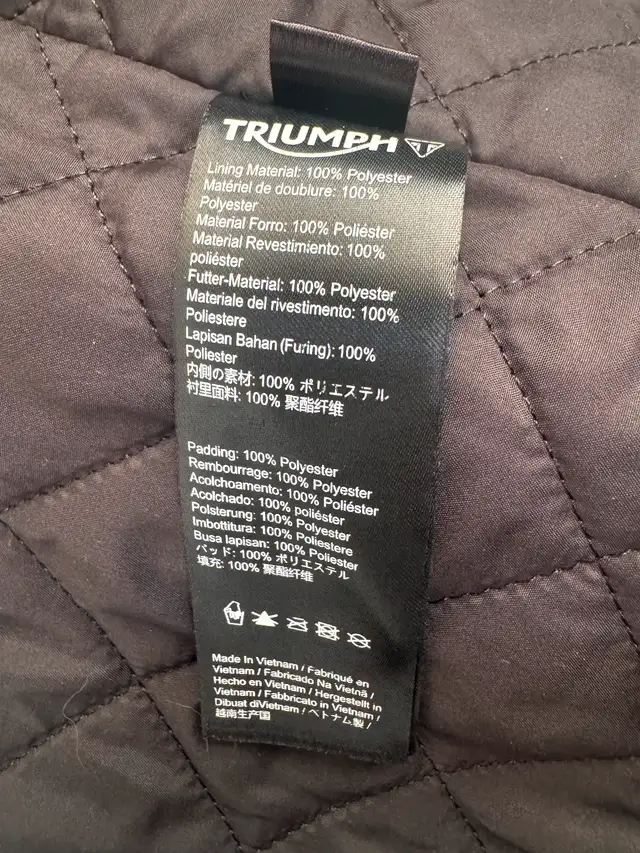 TRIUMPH
Lining Material: 100% Polyester
Matériel de doublure: 100%
Polyester
Material Forro: 100% Poliéster
Material Revestimiento: 100%
poliéster
Futter-Material: 100% Polyester
Materiale del rivestimento: 100%
Poliestere
Lapisan Bahan (Furing): 100%
Poliester
内側の素材: 100% ポリエステル
衬里面料: 100% 聚酯纤维
Padding: 100% Polyester
Rembourrage: 100% Polyester
Acolchoamento: 100% Poliéster
Acolchado: 100% poliéster
Polsterung: 100% Polyester
Imbottitura: 100% Poliestere
Busa lapisan: 100% Poliester
パッド: 100% ポリエステル
填充: 100% 聚酯纤维
Made In Vietnam / Fabriqué en
Vietnam / Fabricado Na Vietnã /
Hecho en Vietnam / Hergestellt in
Vietnam / Fabbricato in Vietnam /
Dibuat diVietnam / ベトナム製 /
越南生产国